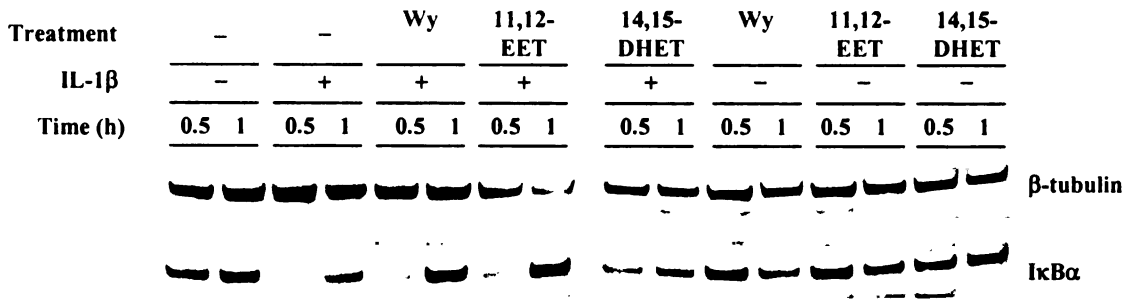 Wy 11,12- 14,15- Wy 11,12- 14,15-
Treatment – – EET DHET EET DHET
IL-1β – + + + + – – –
Time (h) 0.5 1 0.5 1 0.5 1 0.5 1 0.5 1 0.5 1 0.5 1 0.5 1
β-tubulin
IκBα